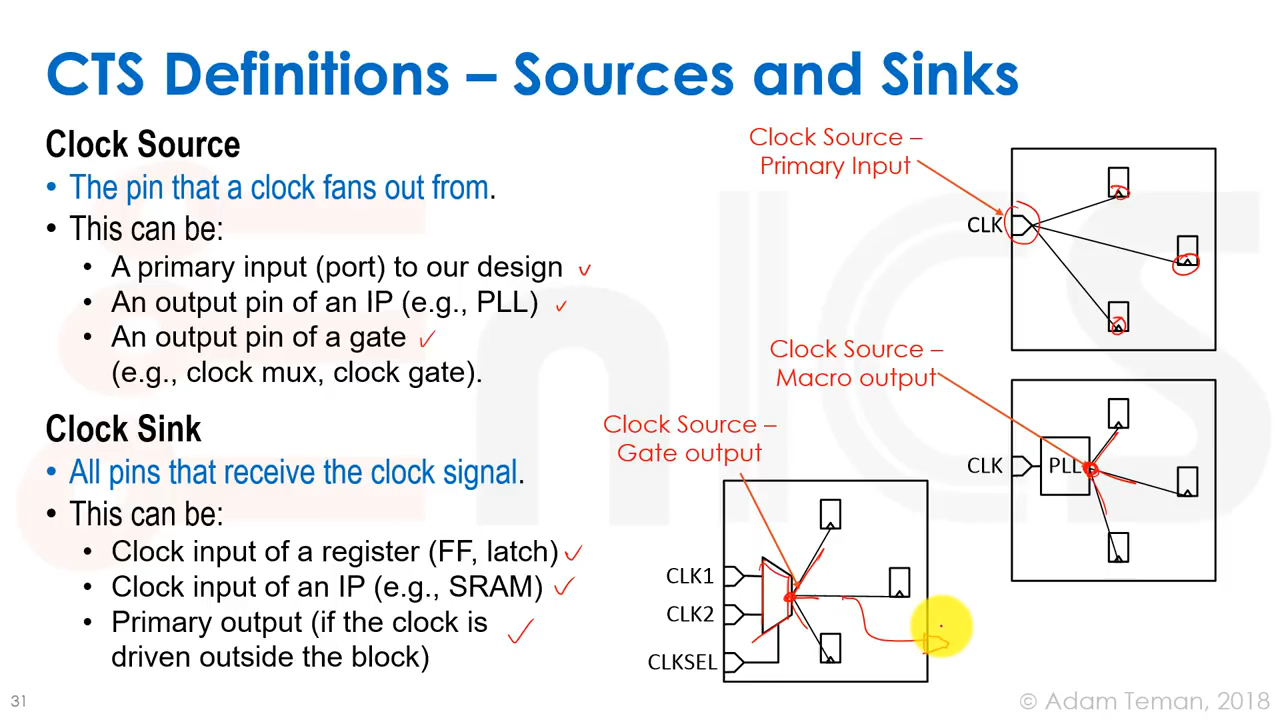 CTS Definitions – Sources and Sinks
Clock Source
• The pin that a clock fans out from.
• This can be:
• A primary input (port) to our design
• An output pin of an IP (e.g., PLL)
• An output pin of a gate
(e.g., clock mux, clock gate).
Clock Sink
• All pins that receive the clock signal.
• This can be:
• Clock input of a register (FF, latch)
• Clock input of an IP (e.g., SRAM)
• Primary output (if the clock is
driven outside the block)
Clock Source –
Primary Input
CLK
Clock Source –
Macro output
CLK
PLL
Clock Source –
Gate output
CLK1
CLK2
CLKSEL
EnICS
31
© Adam Teman, 2018